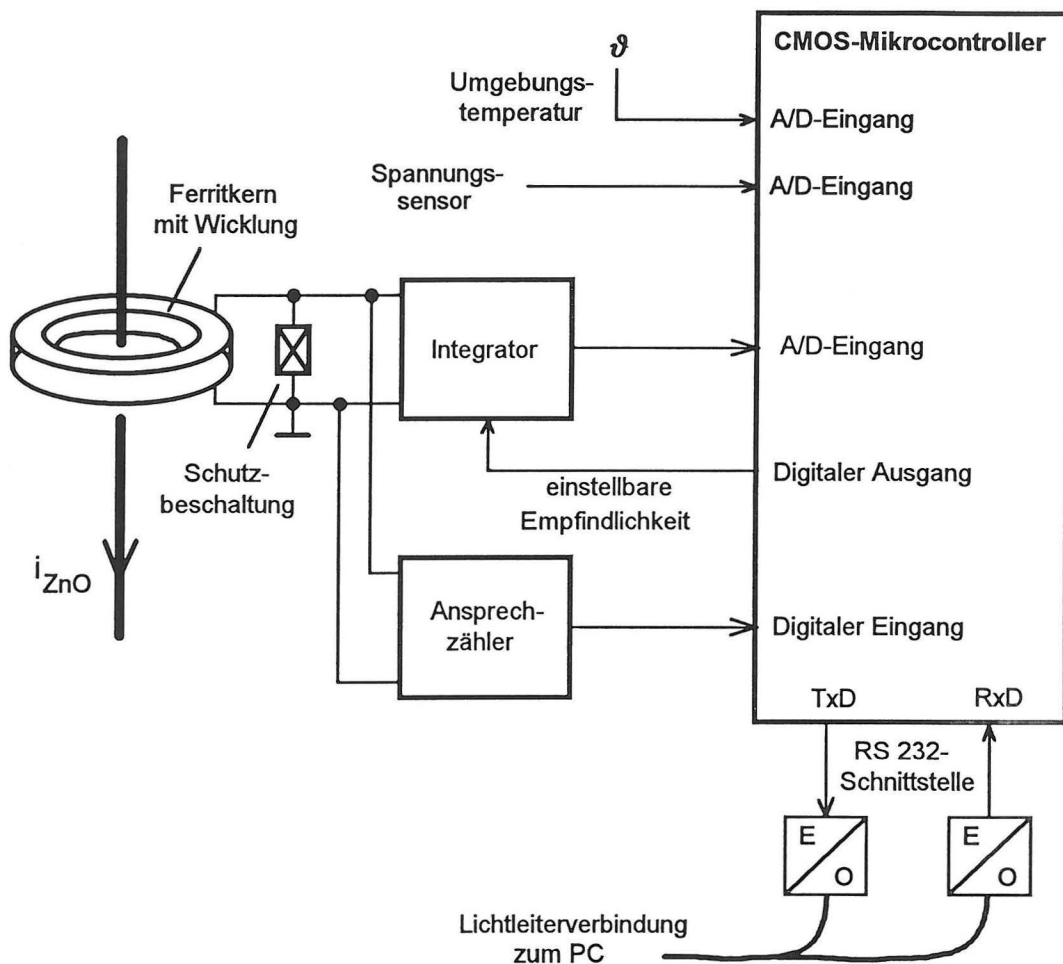 CMOS-Mikrocontroller
ϑ
Umgebungs-
temperatur
A/D-Eingang
Spannungs-
sensor
A/D-Eingang
Ferritkern
mit Wicklung
Integrator
A/D-Eingang
Schutz-
beschaltung
einstellbare
Empfindlichkeit
Digitaler Ausgang
i ZnO
Ansprech-
zähler
Digitaler Eingang
TxD
RxD
RS 232-
Schnittstelle
E
O
E
O
Lichtleiterverbindung
zum PC